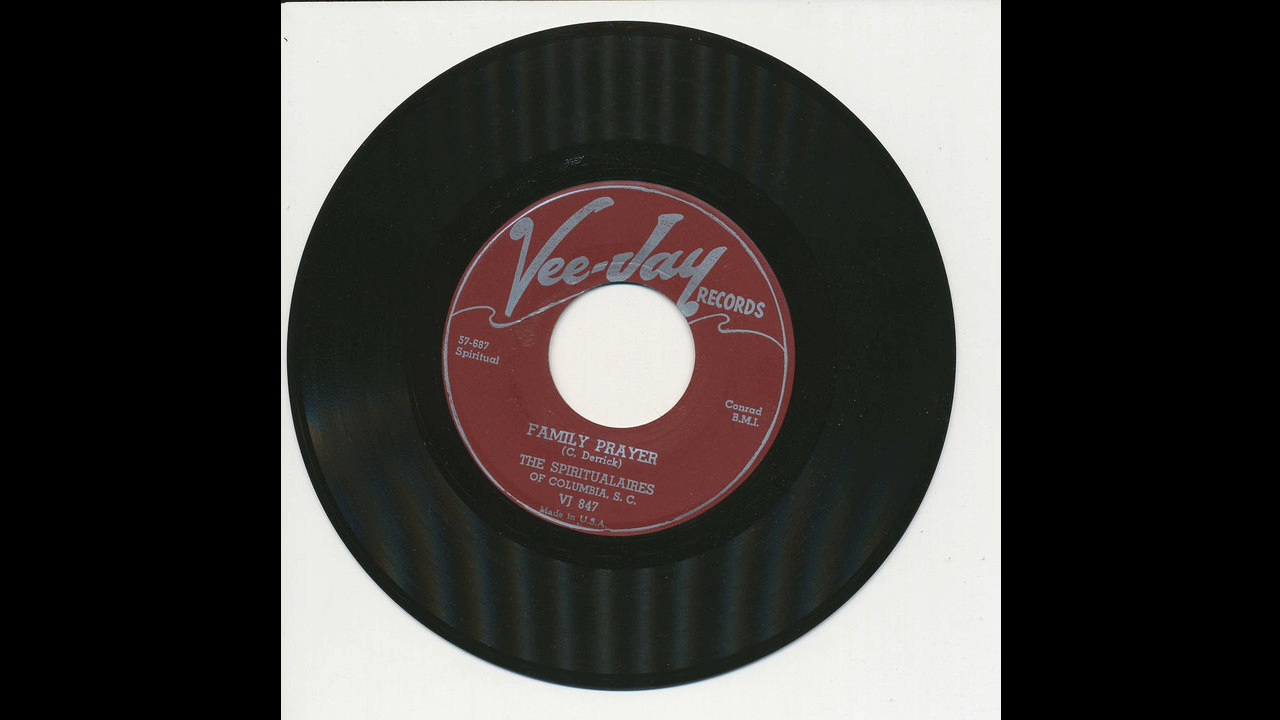 Vee-Jay
RECORDS
57-687
Spiritual
Conrad
B.M.I.
FAMILY PRAYER
(C. Derrick)
THE SPIRITUALAIRES
OF COLUMBIA, S. C.
VJ 847
Made in U.S.A.